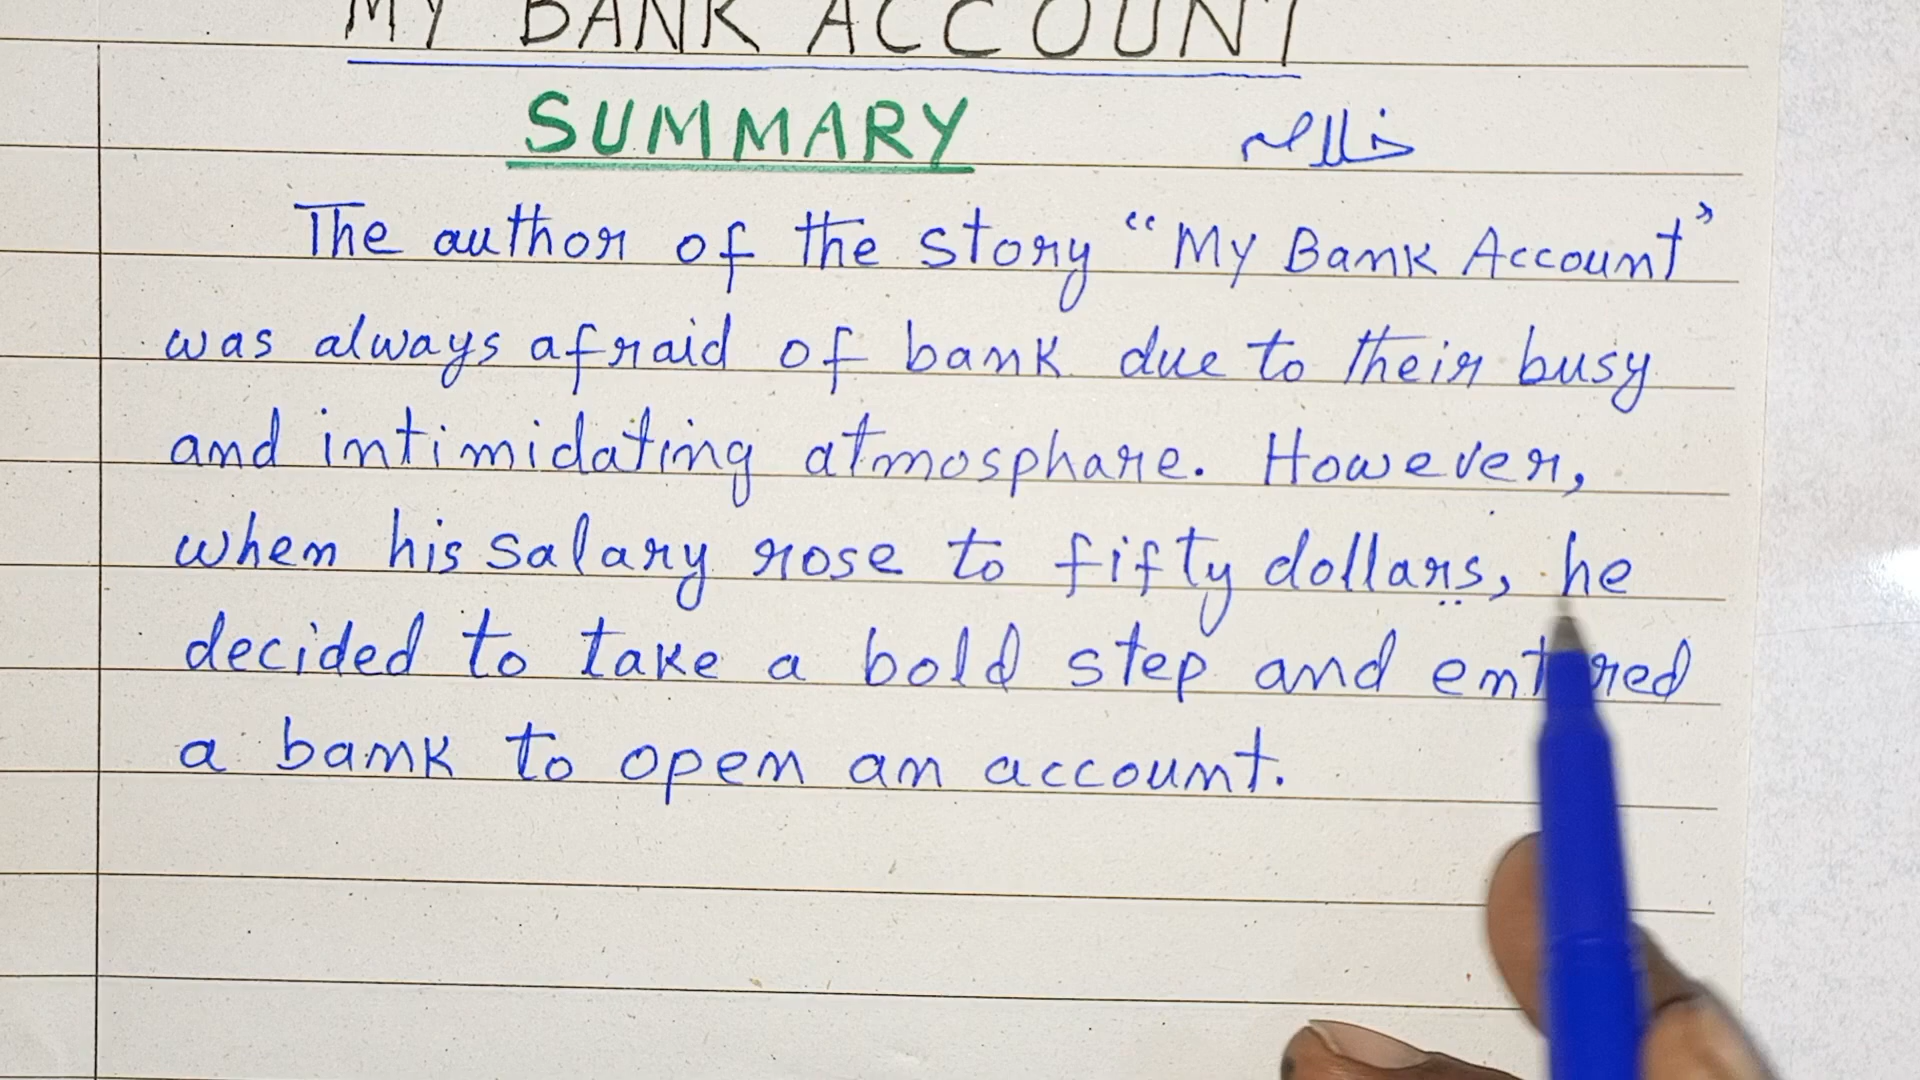 MY BANK ACCOUNT
SUMMARY خلاصہ
The author of the story “My Bank Account”
was always afraid of bank due to their busy
and intimidating atmosphare. However,
when his salary rose to fifty dollars, he
decided to take a bold step and entered
a bank to open an account.